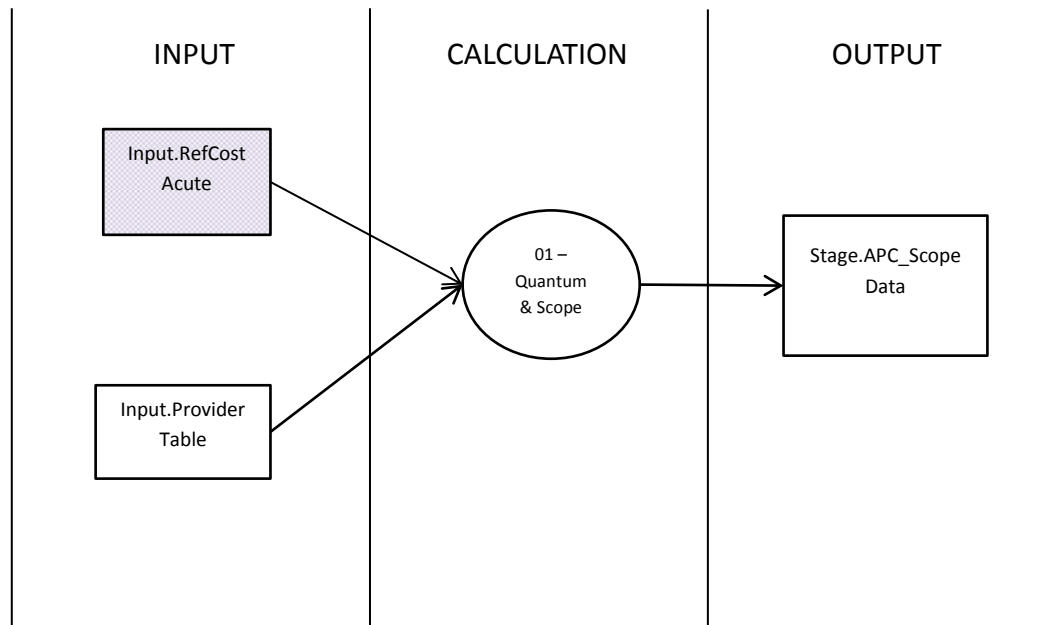 INPUT
CALCULATION
OUTPUT
Input.RefCost
Acute
Input.Provider
Table
01 –
Quantum
& Scope
Stage.APC_Scope
Data